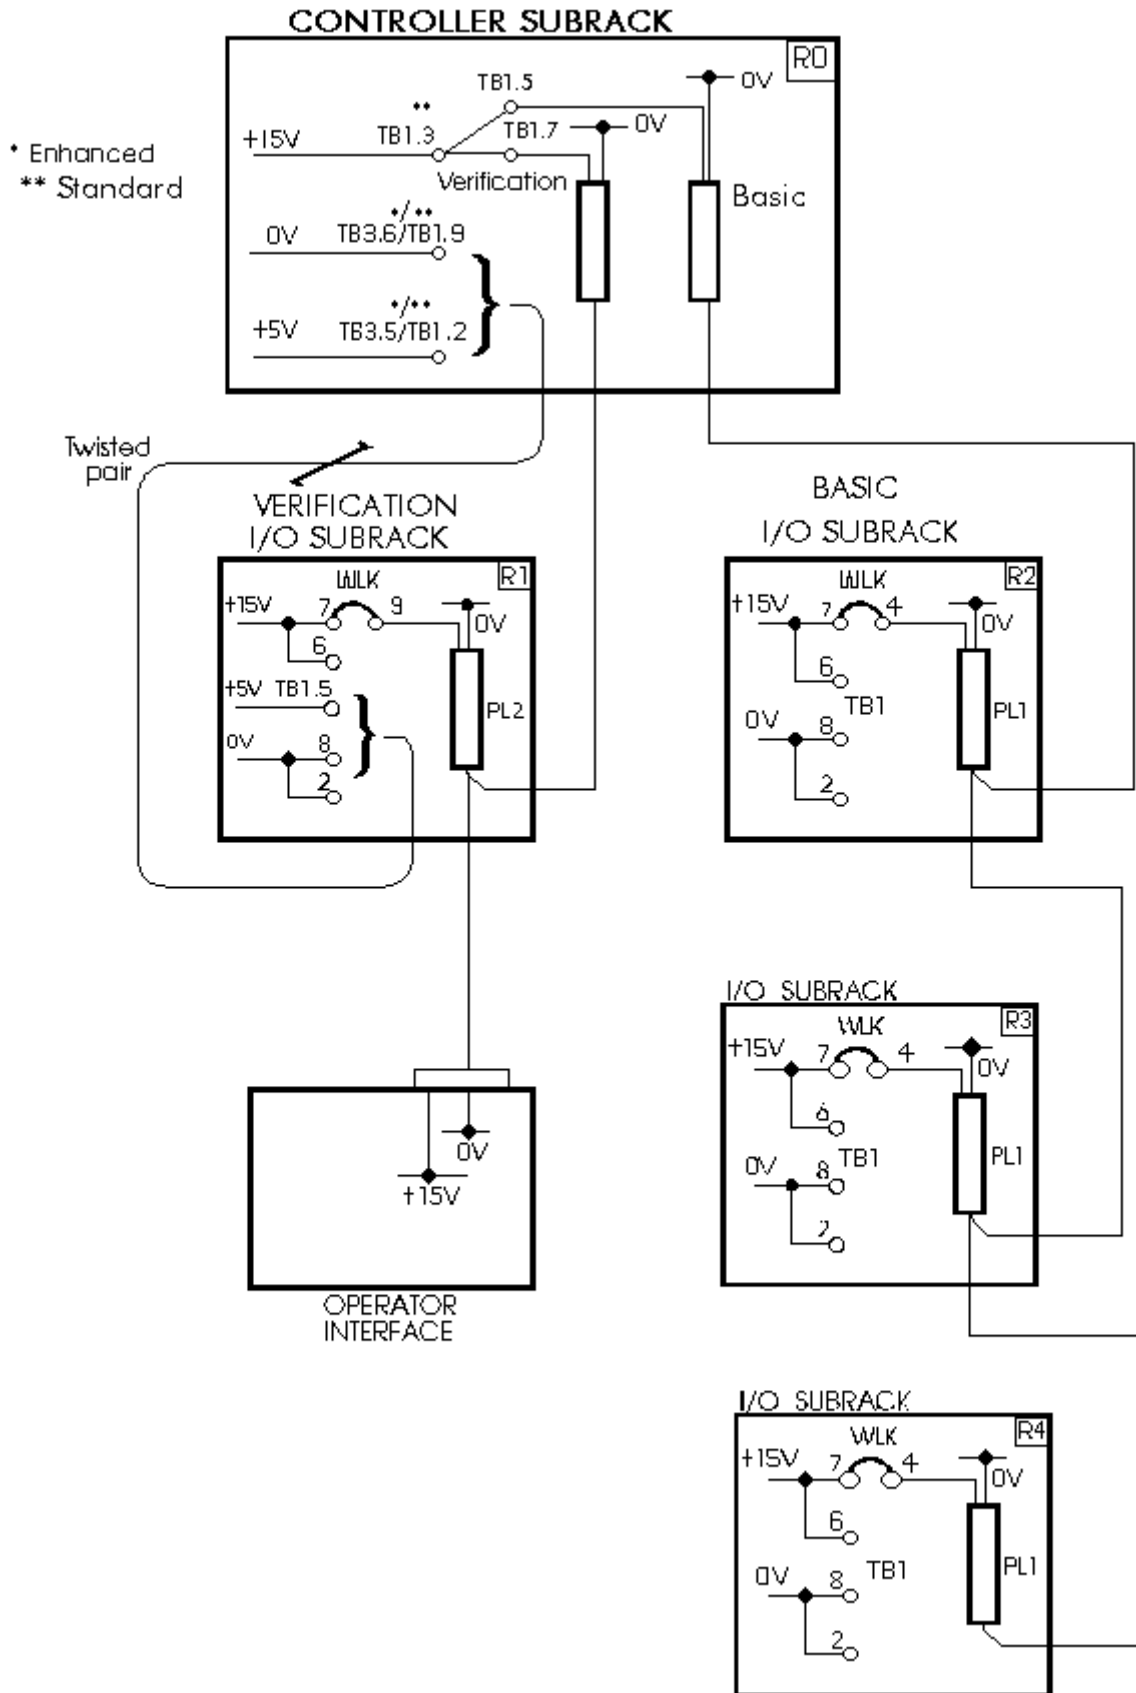 CONTROLLER SUBRACK
R0
0V
TB1.5
**
+15V
TB1.3
TB1.7
0V
* Enhanced
** Standard
Verification
Basic
*/ **
0V
TB3.6/TB1.9
*/**
+5V
TB3.5/TB1.2
Twisted
pair
VERIFICATION
I/O SUBRACK
R1
WLK
+15V
7
9
0V
6
+5V TB1.5
PL2
0V
8
2
BASIC
I/O SUBRACK
R2
WLK
+15V
7
4
0V
6
TB1
PL1
0V
8
2
I/O SUBRACK
R3
WLK
+15V
7
4
0V
6
TB1
PL1
0V
8
2
0V
+15V
OPERATOR
INTERFACE
I/O SUBRACK
R4
WLK
+15V
7
4
0V
6
TB1
PL1
0V
8
2